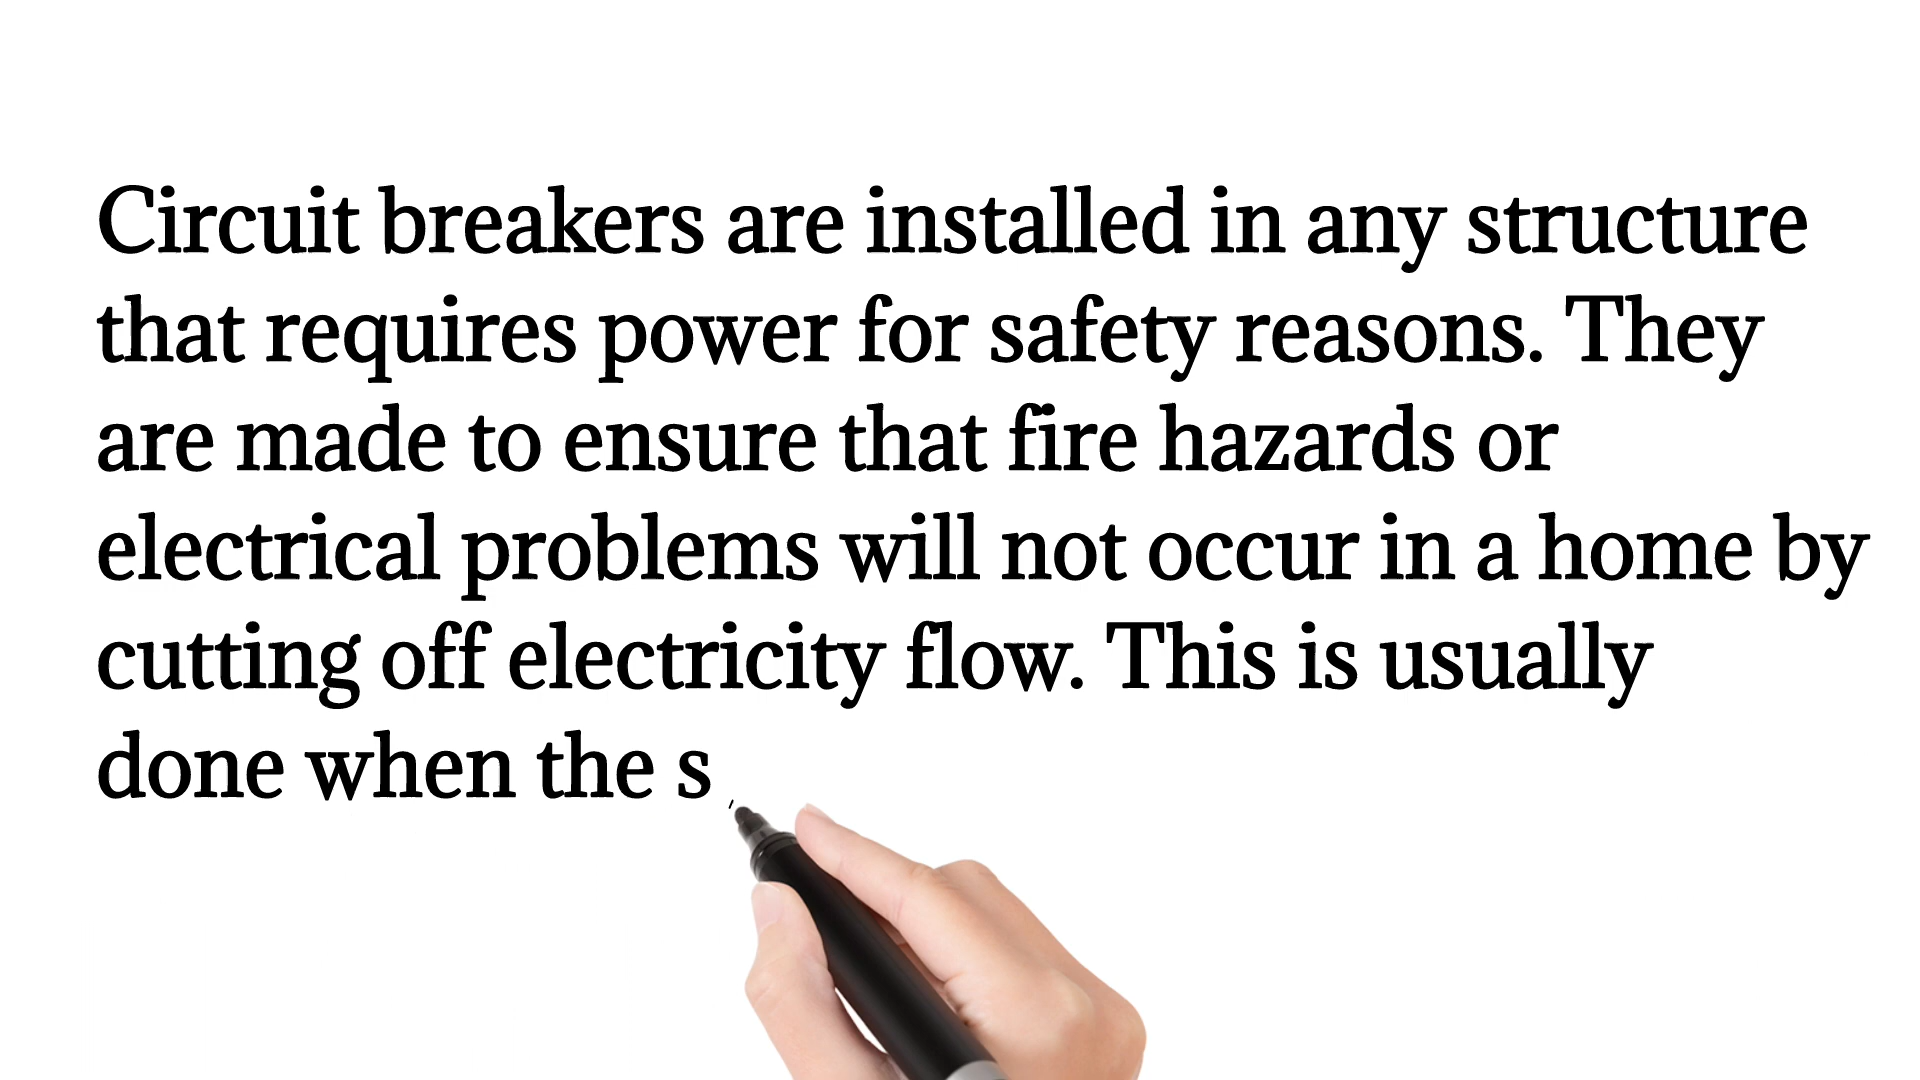 Circuit breakers are installed in any structure
that requires power for safety reasons. They
are made to ensure that fire hazards or
electrical problems will not occur in a home by
cutting off electricity flow. This is usually
done when the s